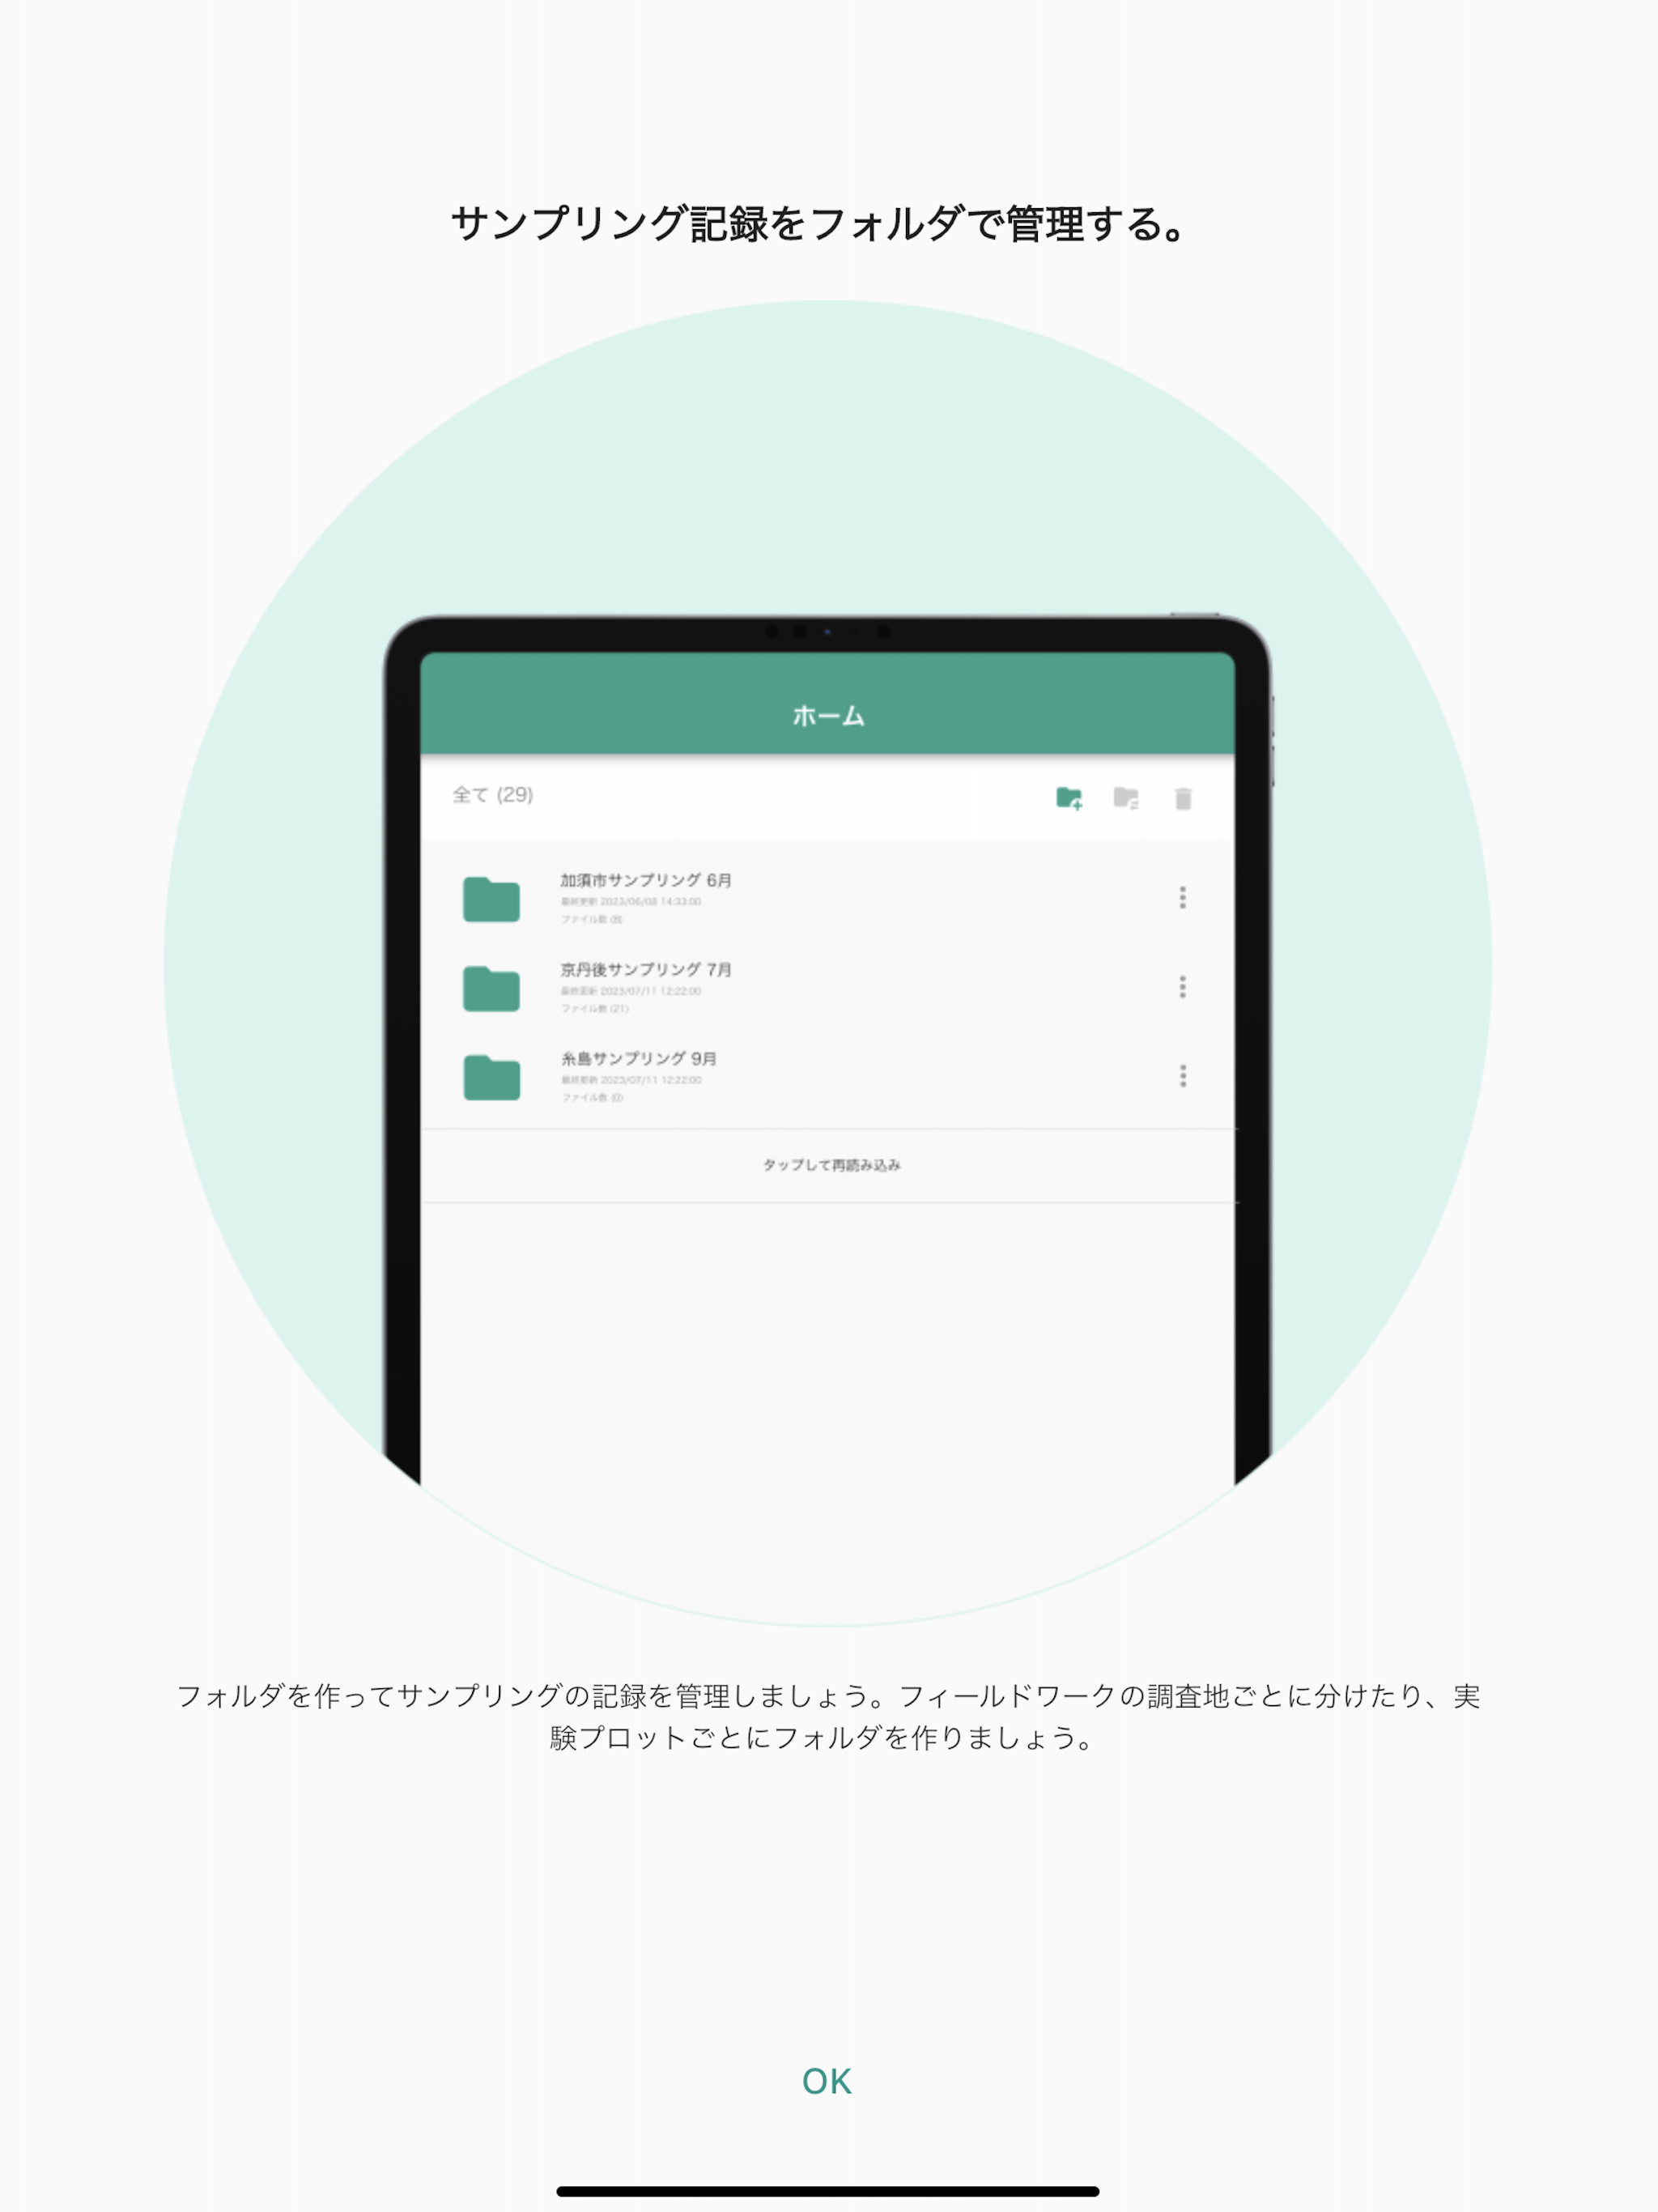 サンプリング記録をフォルダで管理する。
ホーム
全て (29)
加須市サンプリング 6月
最終更新 2023/06/08 14:33:00
ファイル数 (8)
京丹後サンプリング 7月
最終更新 2023/07/11 12:22:00
ファイル数 (21)
糸島サンプリング 9月
最終更新 2023/07/11 12:22:00
ファイル数 (0)
タップして再読み込み
フォルダを作ってサンプリングの記録を管理しましょう。フィールドワークの調査地ごとに分けたり、実
験プロットごとにフォルダを作りましょう。
OK